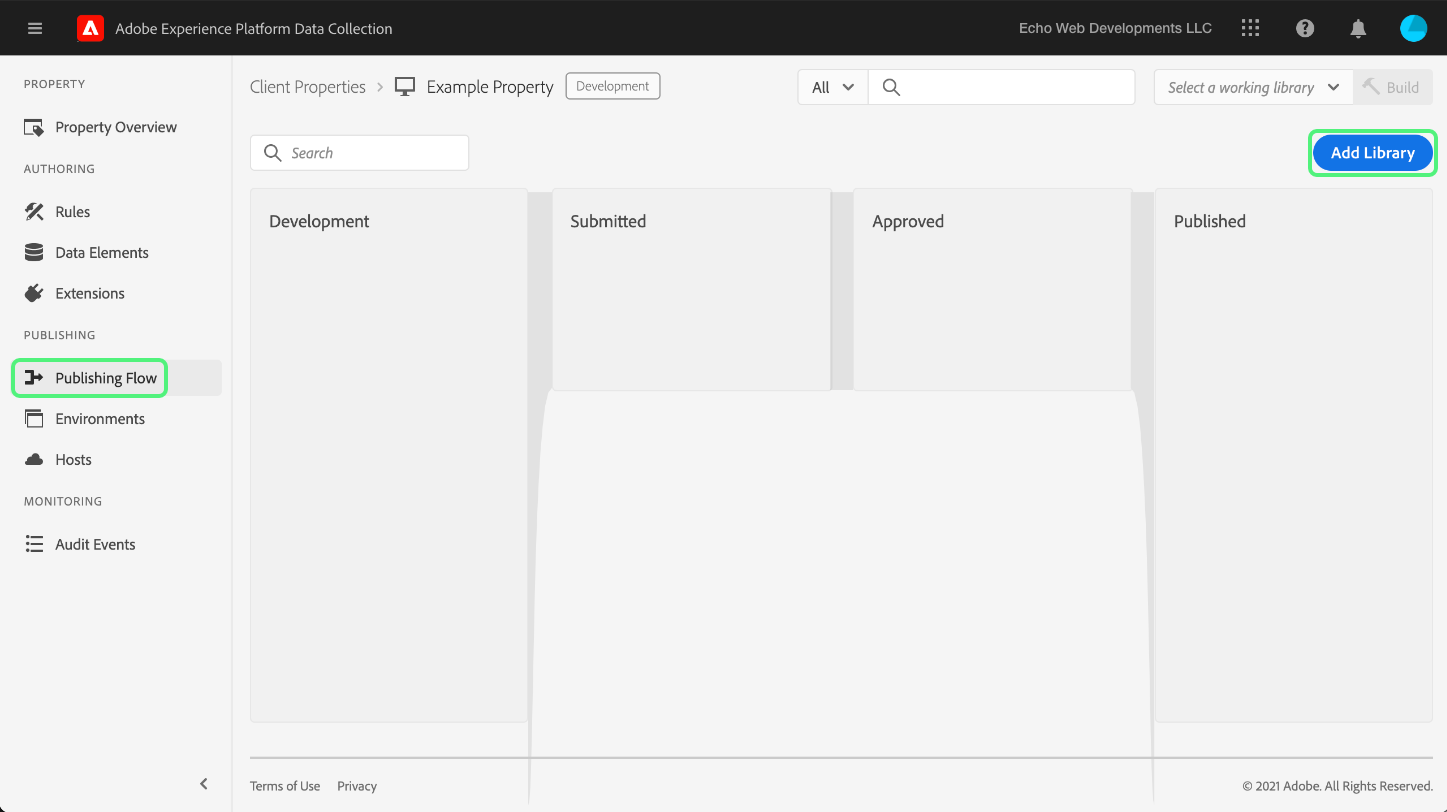 Adobe Experience Platform Data Collection
Echo Web Developments LLC
PROPERTY
Property Overview
AUTHORING
Rules
Data Elements
Extensions
PUBLISHING
Publishing Flow
Environments
Hosts
MONITORING
Audit Events
Client Properties
Example Property
Development
All
Select a working library
Build
Search
Add Library
Development
Submitted
Approved
Published
Terms of Use
Privacy
© 2021 Adobe. All Rights Reserved.